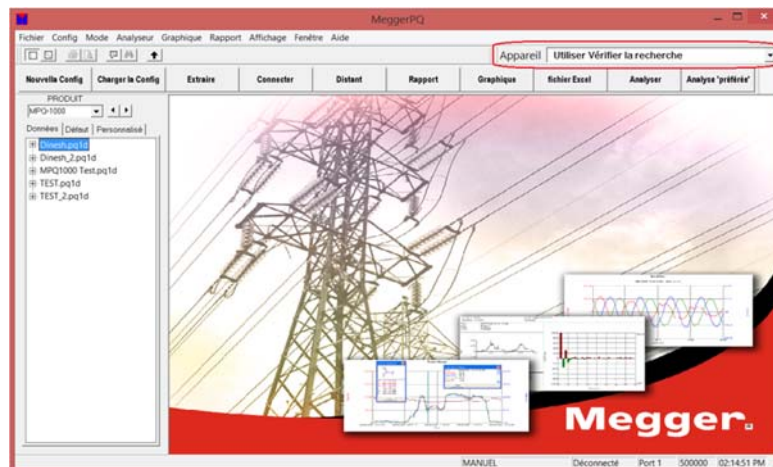 MeggerPQ
Fichier Config Mode Analyseur Graphique Rapport Affichage Fenêtre Aide
Appareil Utiliser Vérifier la recherche
Nouvella Config Charger la Config Extraire Connecter Distant Rapport Graphique fichier Excel Analyser Analyse 'préférée'
PRODUIT
MPQ-1000
Données Défaut Personnalisé
Dinesh.pq1d
Dinesh_2.pq1d
MPQ1000 Test.pq1d
TEST.pq1d
TEST_2.pq1d
Megger.
MANUEL Déconnecté Port 1 500000 02:14:51 PM